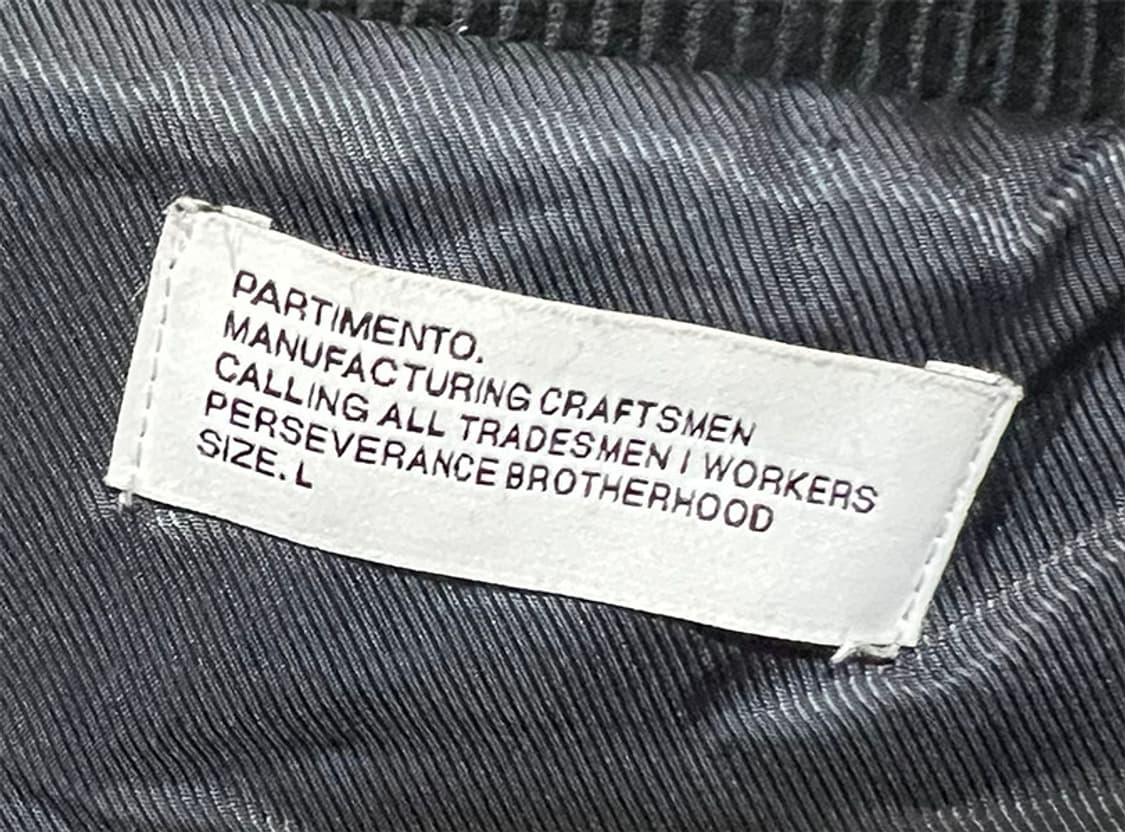 PARTIMENTO.
MANUFACTURING CRAFTSMEN
CALLING ALL TRADESMEN I WORKERS
PERSEVERANCE BROTHERHOOD
SIZE. L